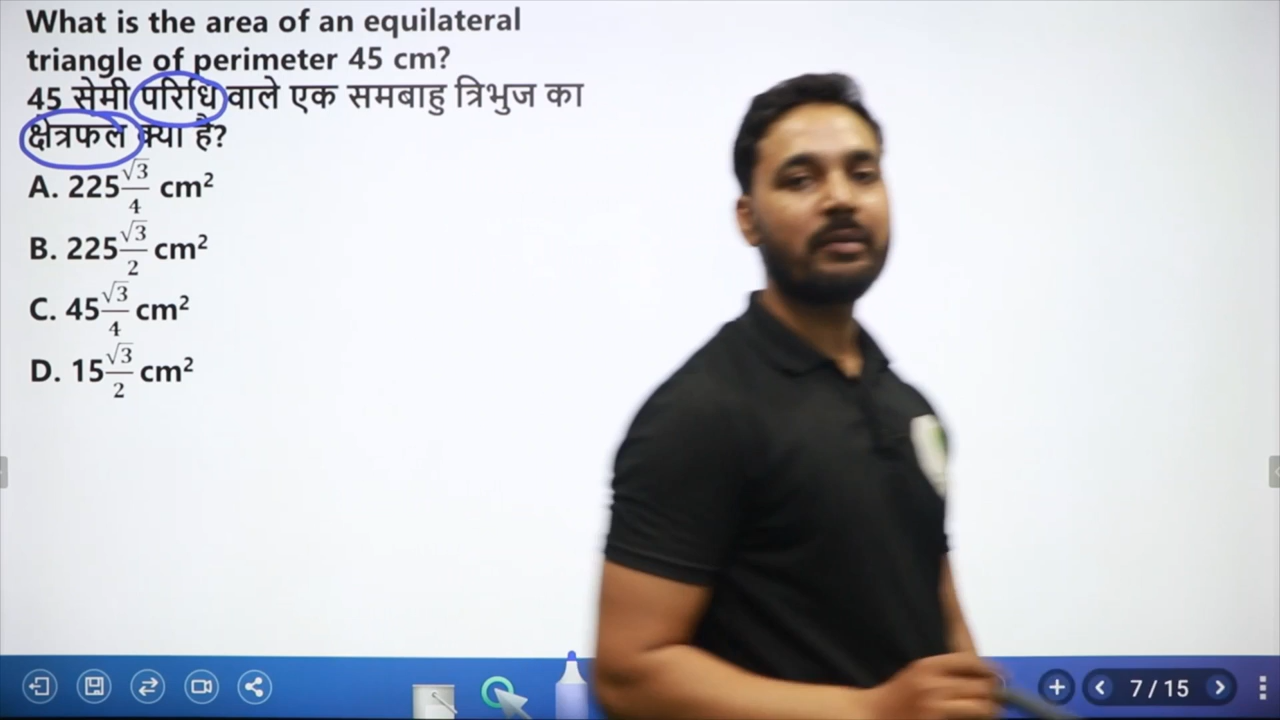 What is the area of an equilateral
triangle of perimeter 45 cm?
45 सेमी परिधि वाले एक समबाहु त्रिभुज का
क्षेत्रफल क्या है?
A. 225√3/4 cm²
B. 225√3/2 cm²
C. 45√3/4 cm²
D. 15√3/2 cm²
7 / 15